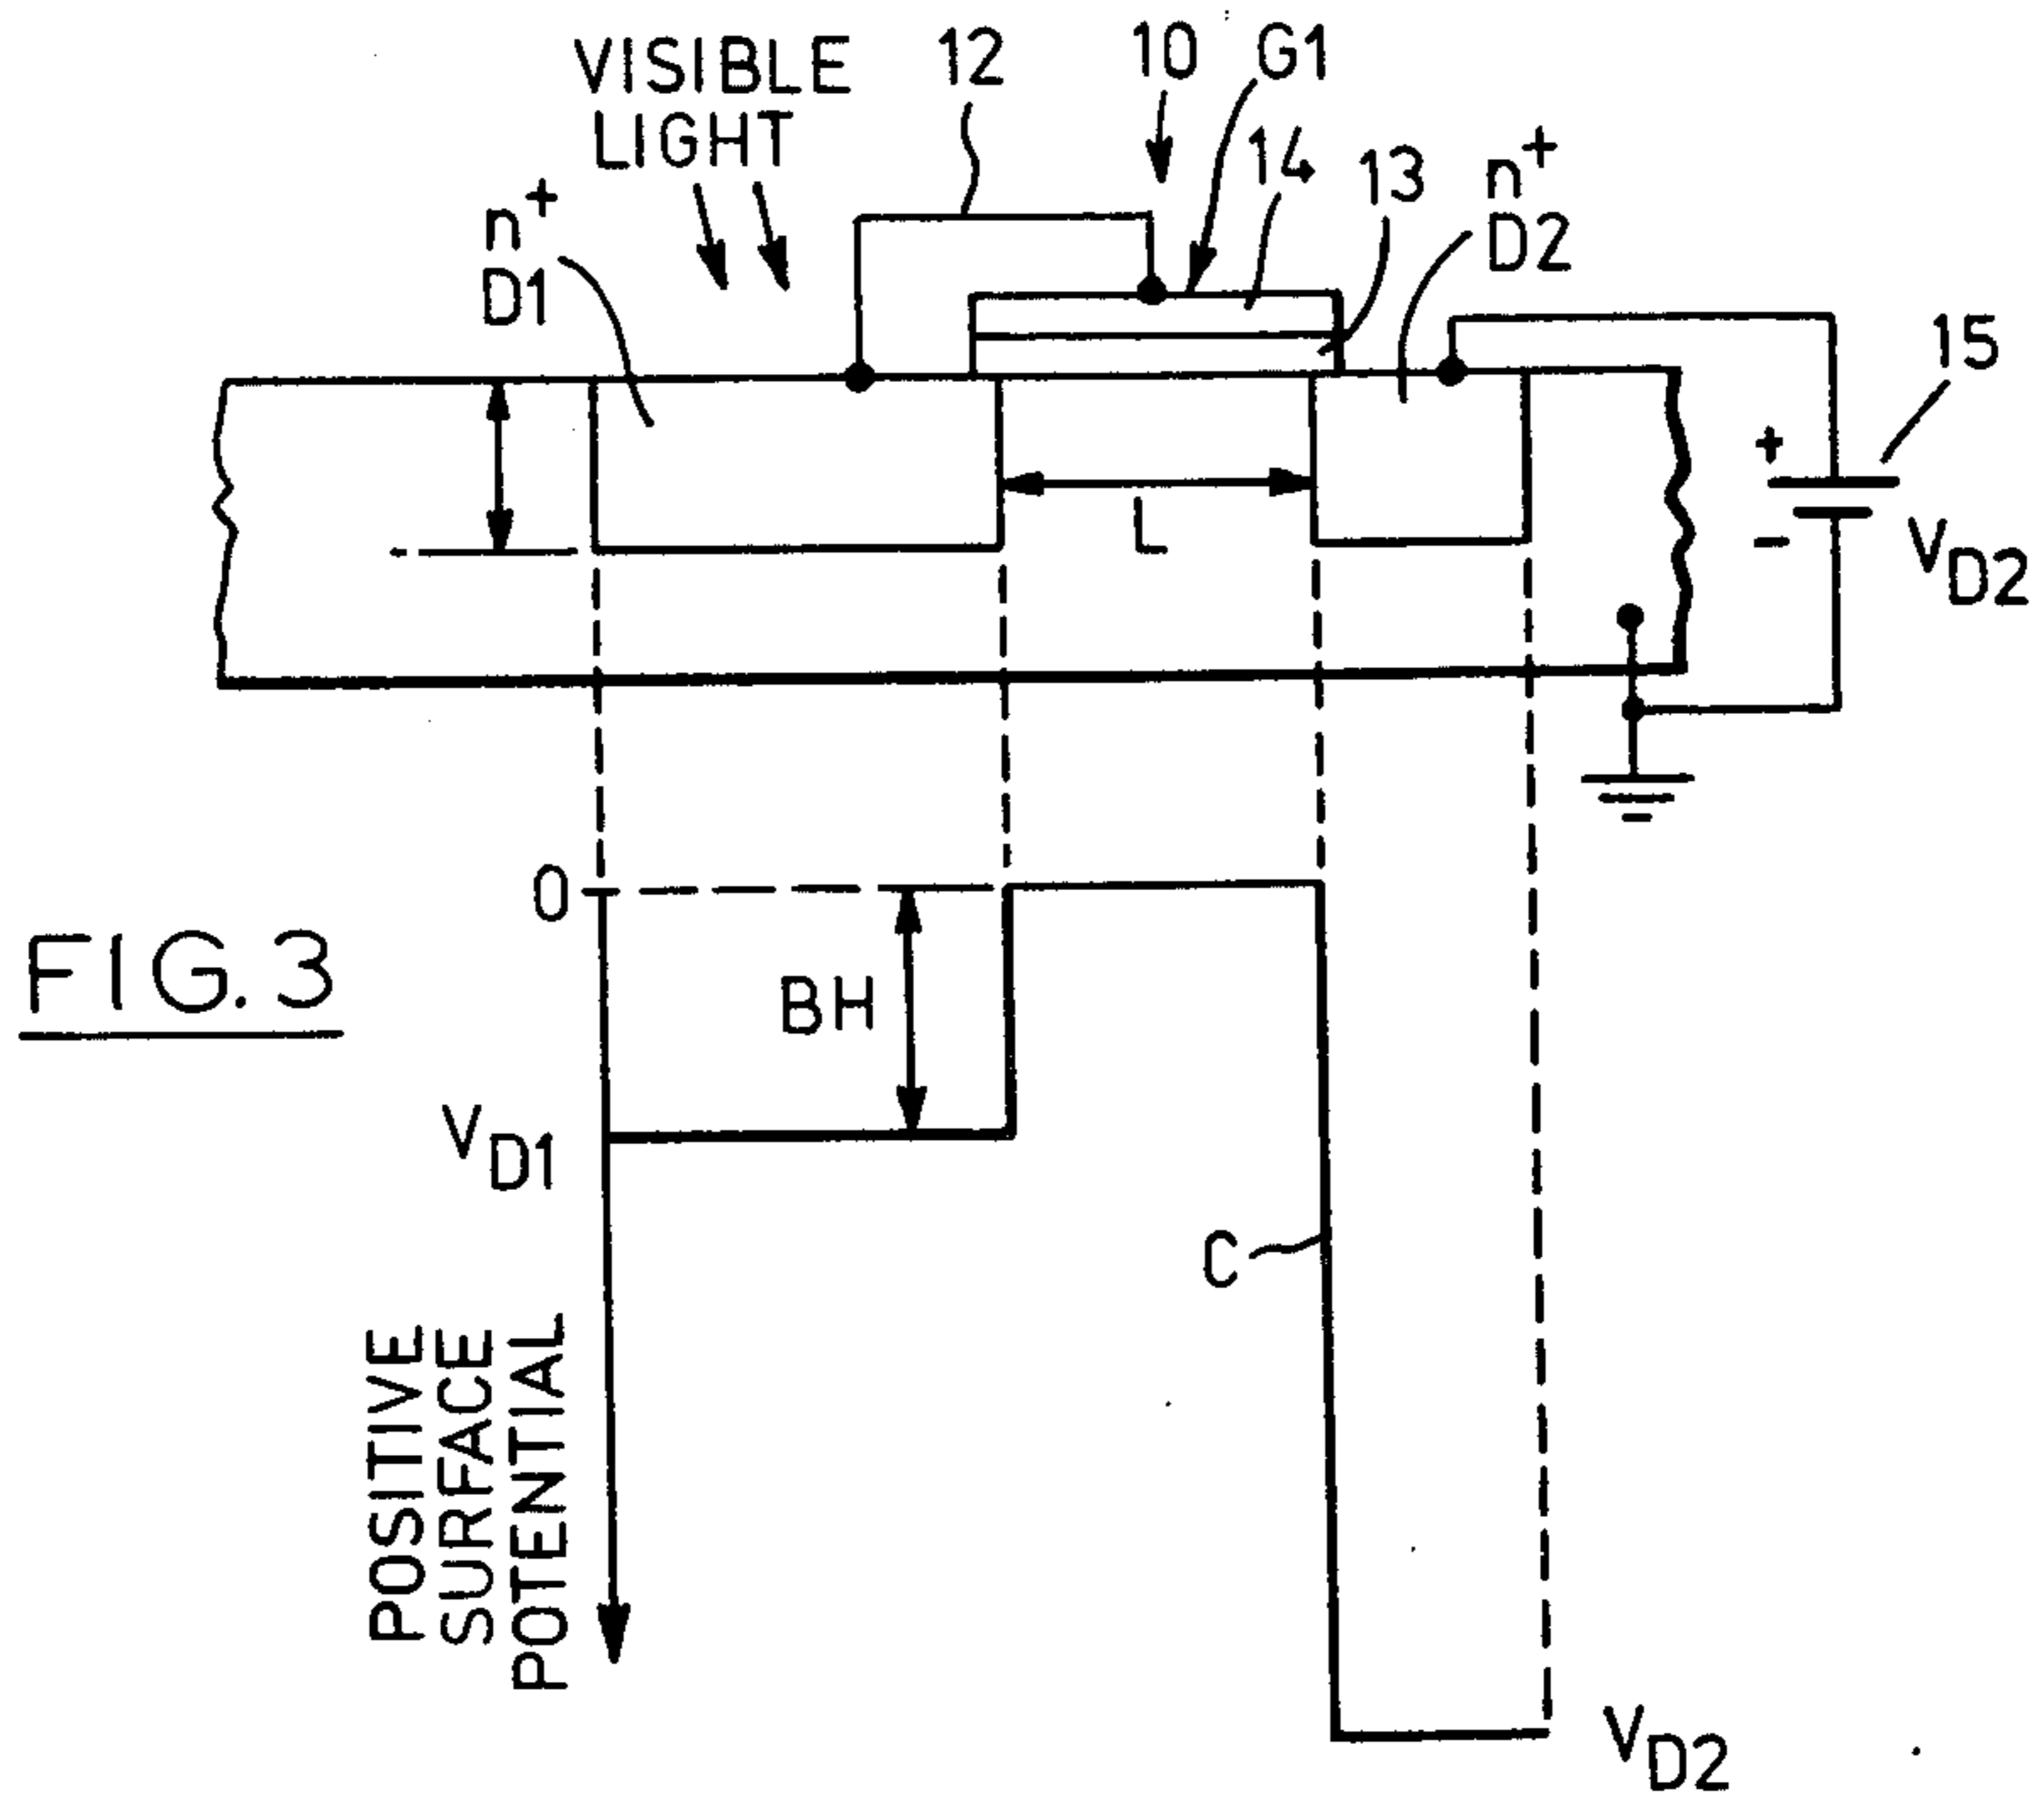 VISIBLE
LIGHT
12
10
G1
14
13
n+
D2
n+
D1
15
+
-
VD2
L
0
BH
FIG. 3
VD1
C
POSITIVE
SURFACE
POTENTIAL
VD2